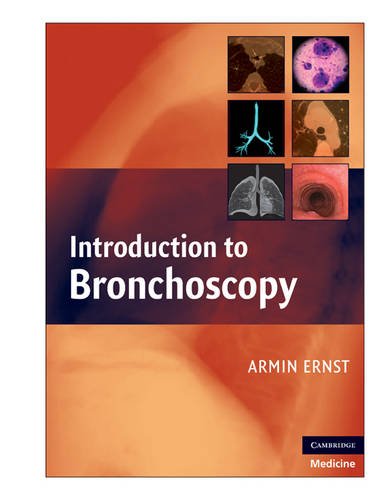 Introduction to
Bronchoscopy
ARMIN ERNST
CAMBRIDGE
Medicine